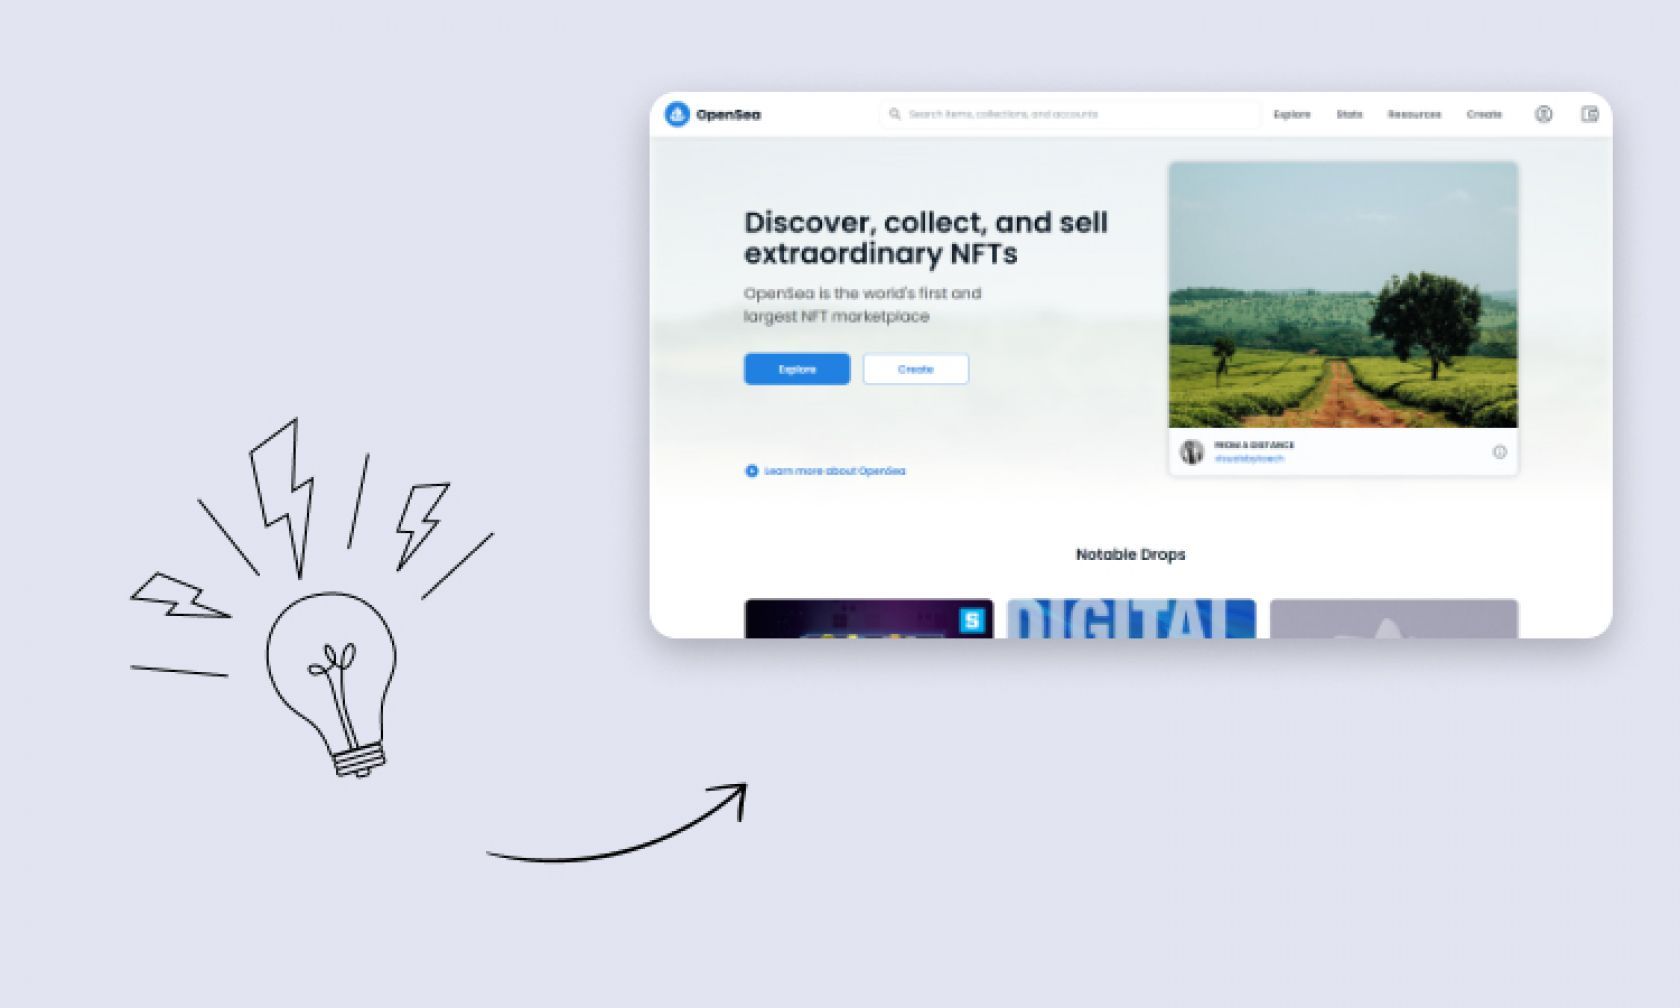 OpenSea
Search items, collections, and accounts
Explore
Stats
Resources
Create
Discover, collect, and sell
extraordinary NFTs
OpenSea is the world's first and
largest NFT marketplace
Explore
Create
FROM A DISTANCE
Learn more about OpenSea
Notable Drops
S
DIGITAL